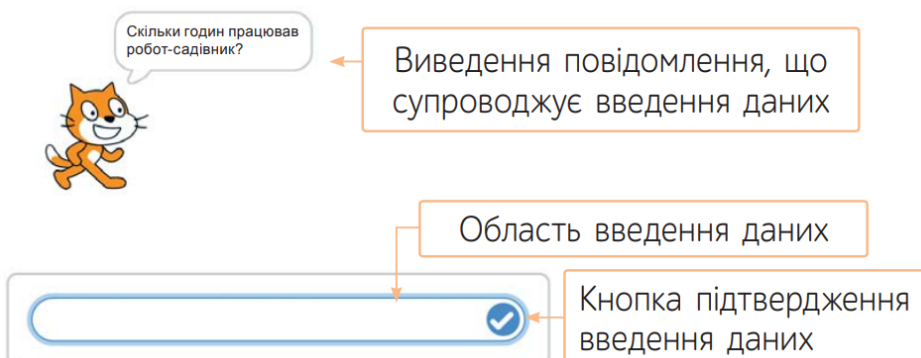 Скільки годин працював
робот-садівник?
Виведення повідомлення, що
супроводжує введення даних
Область введення даних
Кнопка підтвердження
введення даних